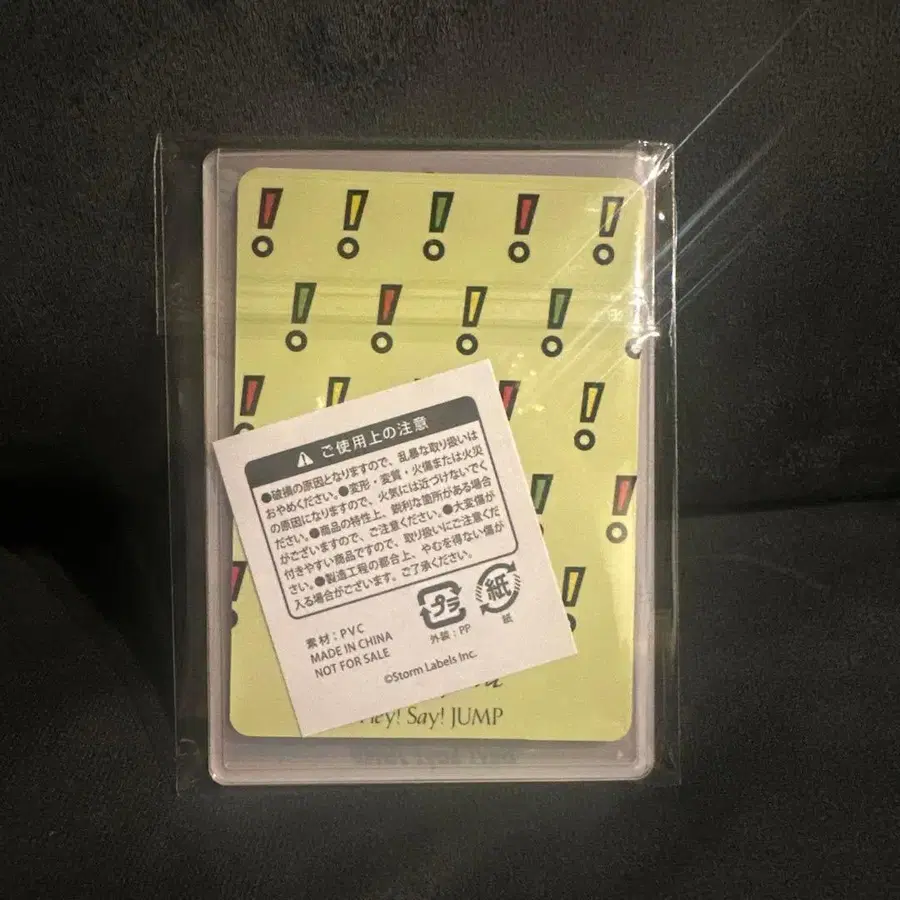 ご使用上の注意
●破損の原因となりますので、乱暴な取り扱いは
おやめください。●変形・変質・火傷または火災
の原因になりますので、火気には近づけないでく
ださい。●商品の特性上、鋭利な箇所がある場合
がございますので、ご注意ください。●大変傷が
付きやすい商品ですので、取り扱いにご注意くだ
さい。●製造工程の都合上、やむを得ない傷が
入る場合がございます。ご了承ください。
プラ
紙
外装：PP
紙
素材：PVC
MADE IN CHINA
NOT FOR SALE
©Storm Labels Inc.
Hey! Say! JUMP